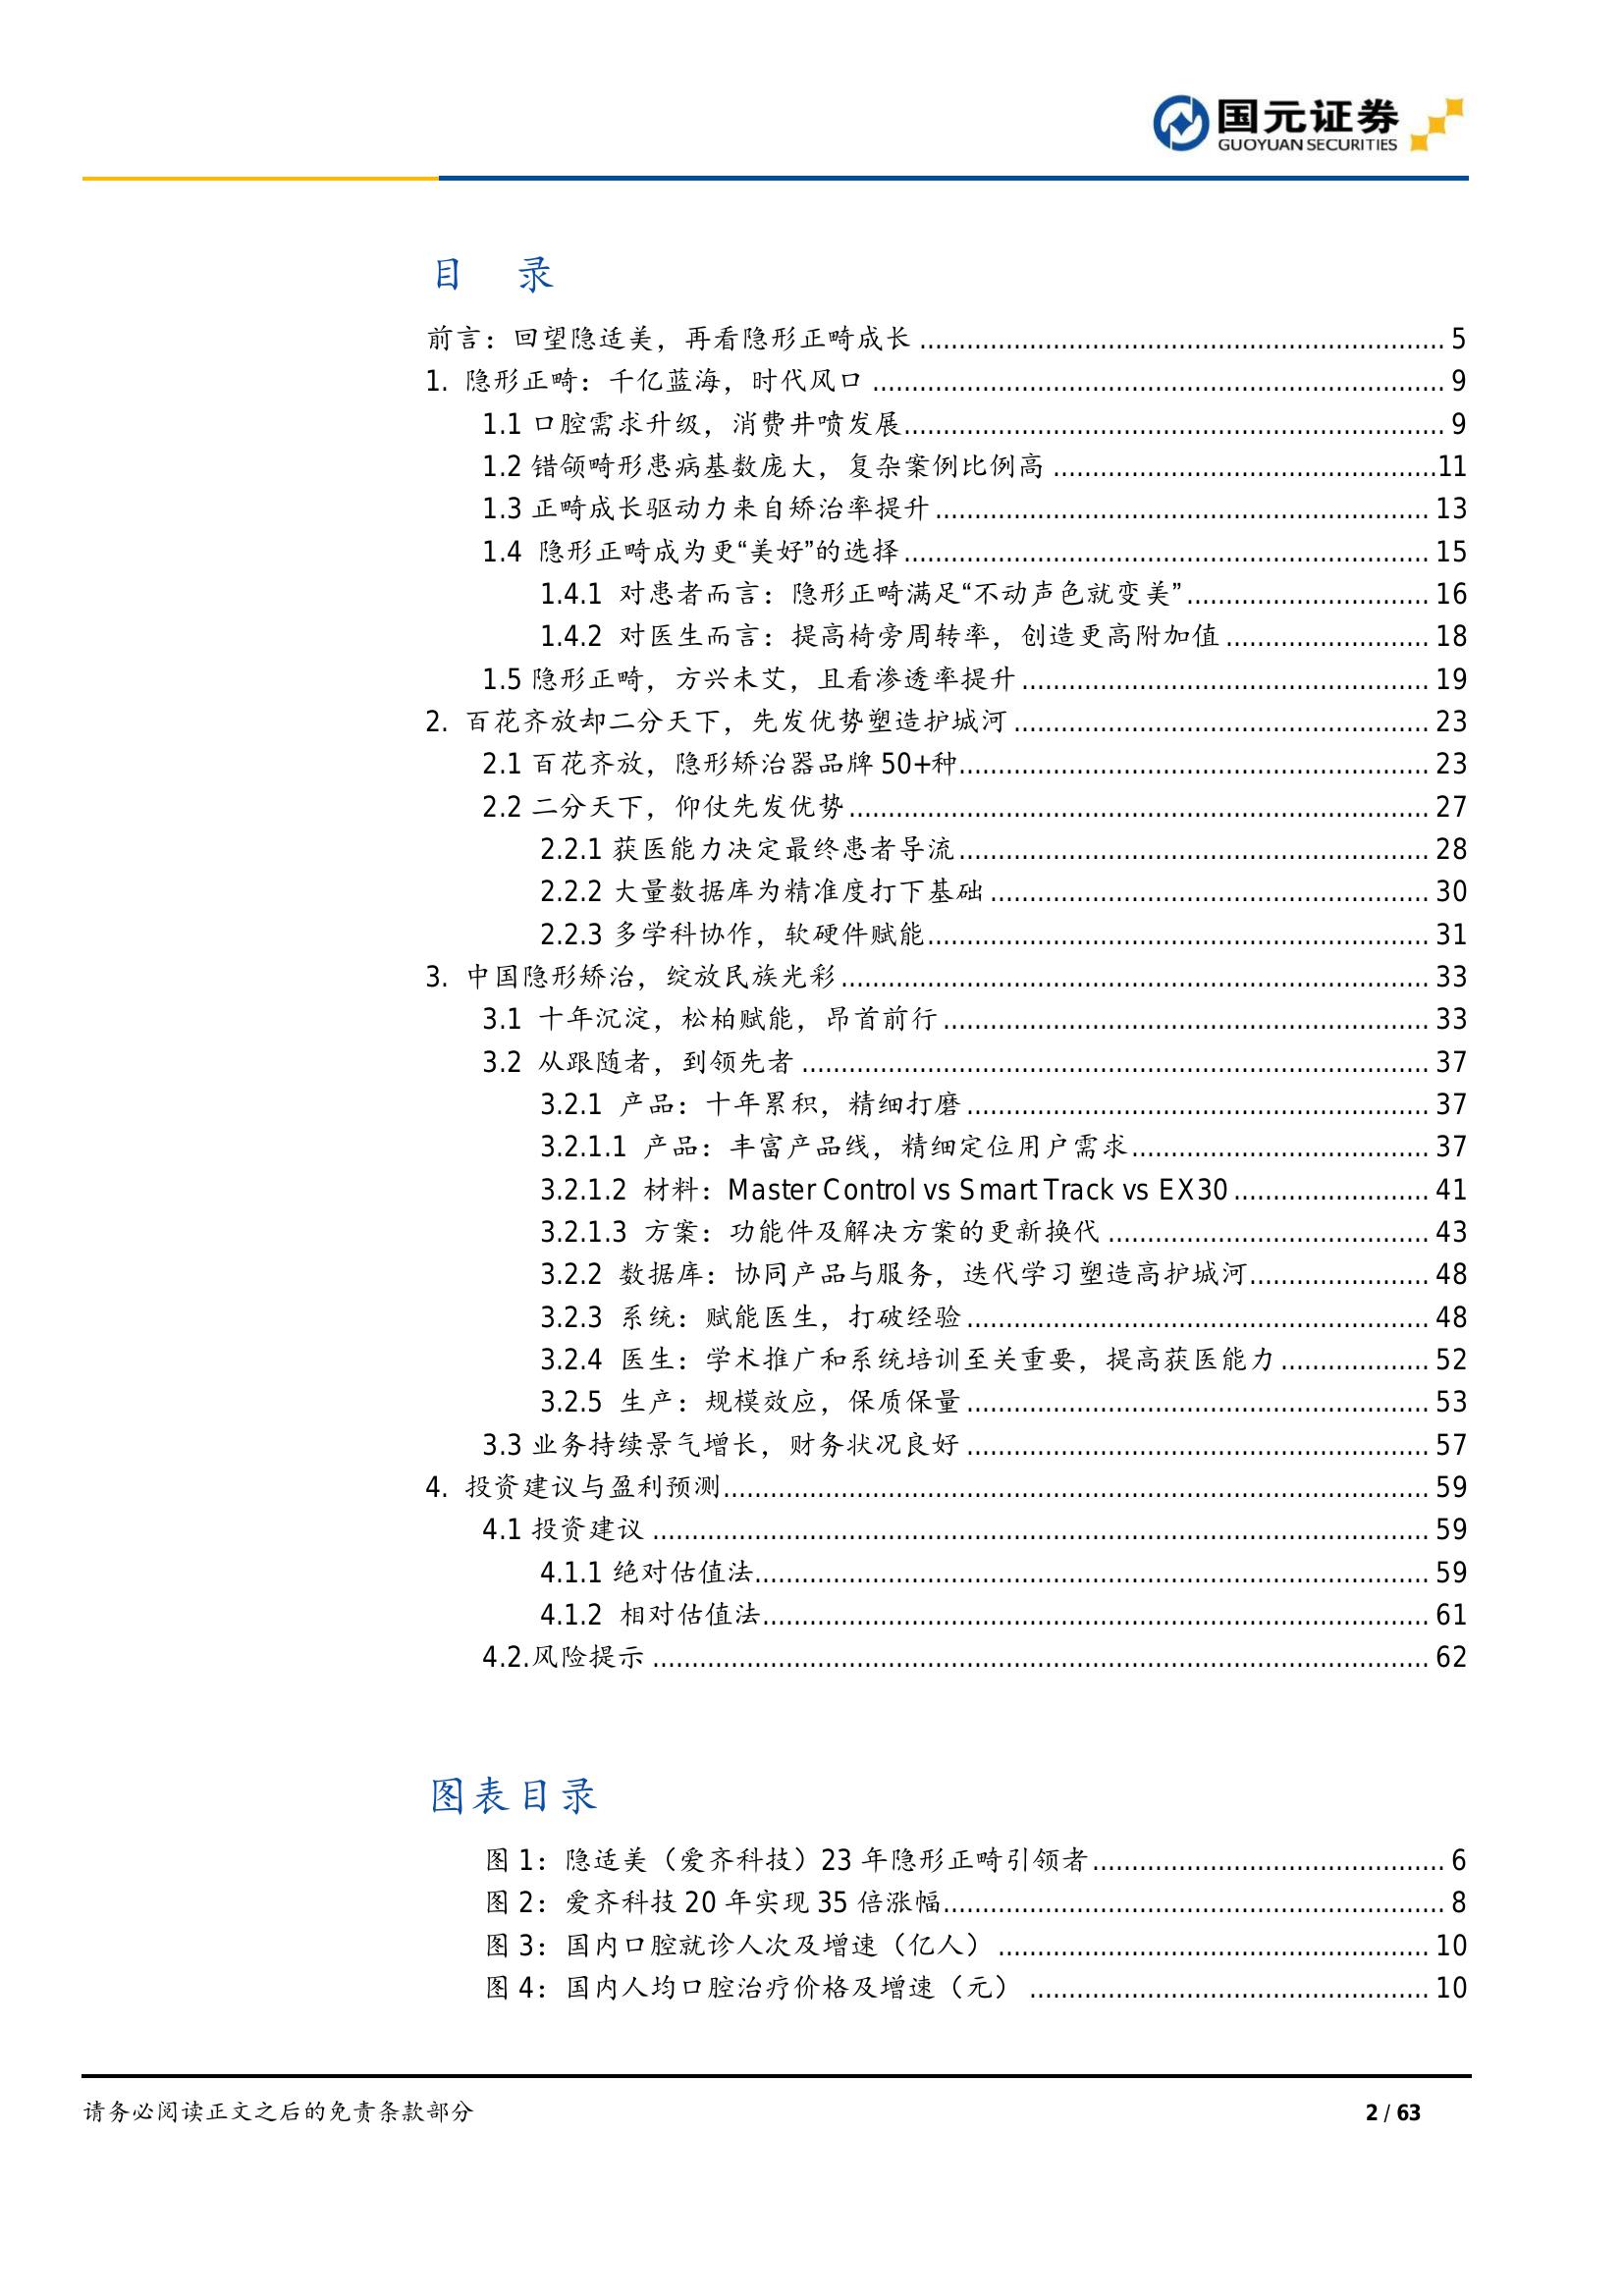 国元证券
GUOYUAN SECURITIES
目 录
前言：回望隐适美，再看隐形正畸成长 ........ 5
1. 隐形正畸：千亿蓝海，时代风口 ........ 9
1.1 口腔需求升级，消费井喷发展........ 9
1.2 错颌畸形患病基数庞大，复杂案例比例高 ........11
1.3 正畸成长驱动力来自矫治率提升 ........ 13
1.4 隐形正畸成为更“美好”的选择 ........ 15
1.4.1 对患者而言：隐形正畸满足“不动声色就变美” ........ 16
1.4.2 对医生而言：提高椅旁周转率，创造更高附加值 ........ 18
1.5 隐形正畸，方兴未艾，且看渗透率提升 ........ 19
2. 百花齐放却二分天下，先发优势塑造护城河 ........ 23
2.1 百花齐放，隐形矫治器品牌 50+种........ 23
2.2 二分天下，仰仗先发优势 ........ 27
2.2.1 获医能力决定最终患者导流 ........ 28
2.2.2 大量数据库为精准度打下基础 ........ 30
2.2.3 多学科协作，软硬件赋能........ 31
3. 中国隐形矫治，绽放民族光彩 ........ 33
3.1 十年沉淀，松柏赋能，昂首前行 ........ 33
3.2 从跟随者，到领先者 ........ 37
3.2.1 产品：十年累积，精细打磨 ........ 37
3.2.1.1 产品：丰富产品线，精细定位用户需求........ 37
3.2.1.2 材料：Master Control vs Smart Track vs EX30 ........ 41
3.2.1.3 方案：功能件及解决方案的更新换代 ........ 43
3.2.2 数据库：协同产品与服务，迭代学习塑造高护城河........ 48
3.2.3 系统：赋能医生，打破经验 ........ 48
3.2.4 医生：学术推广和系统培训至关重要，提高获医能力 ........ 52
3.2.5 生产：规模效应，保质保量 ........ 53
3.3 业务持续景气增长，财务状况良好 ........ 57
4. 投资建议与盈利预测........ 59
4.1 投资建议 ........ 59
4.1.1 绝对估值法........ 59
4.1.2 相对估值法........ 61
4.2.风险提示 ........ 62
图表目录
图 1：隐适美（爱齐科技）23 年隐形正畸引领者........ 6
图 2：爱齐科技 20 年实现 35 倍涨幅........ 8
图 3：国内口腔就诊人次及增速（亿人） ........ 10
图 4：国内人均口腔治疗价格及增速（元） ........ 10
请务必阅读正文之后的免责条款部分
2 / 63